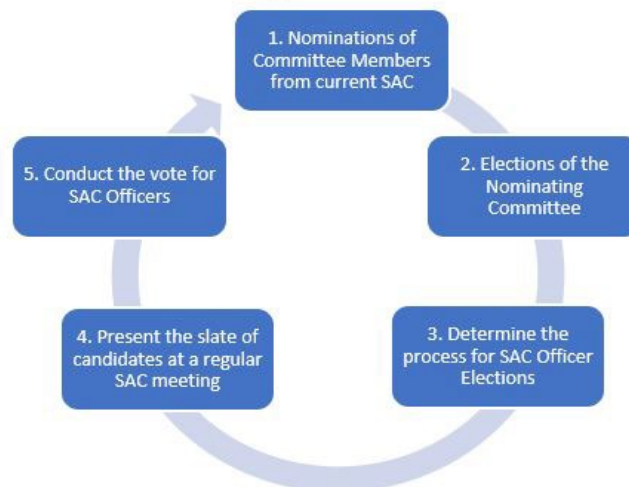 1. Nominations of
Committee Members
from current SAC
2. Elections of the
Nominating
Committee
3. Determine the
process for SAC Officer
Elections
4. Present the slate of
candidates at a regular
SAC meeting
5. Conduct the vote for
SAC Officers